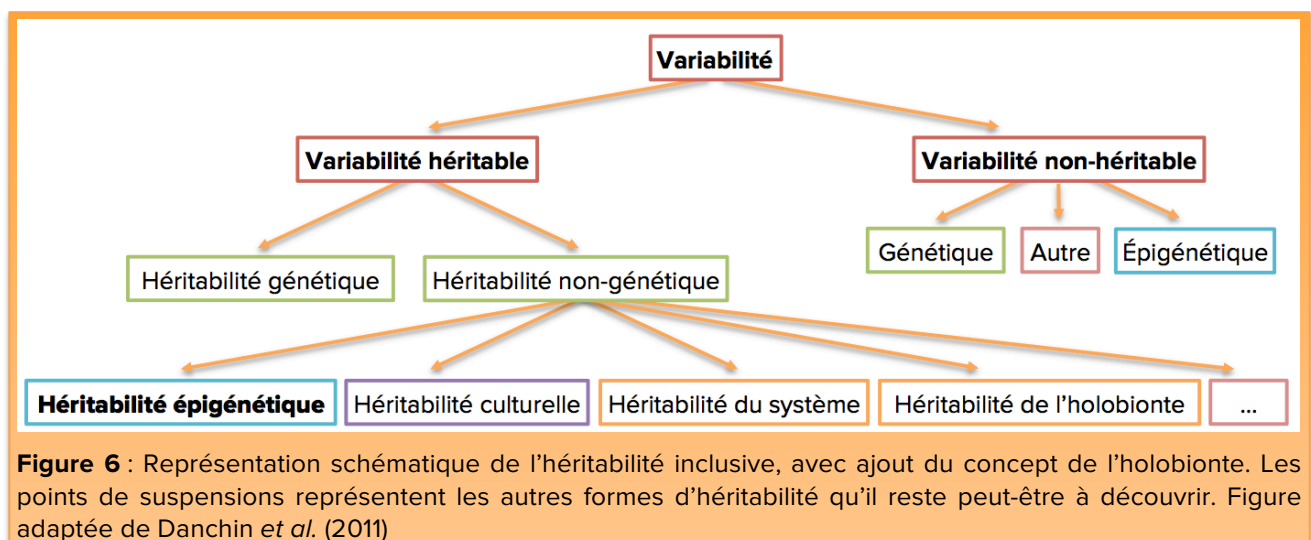 Variabilité
Variabilité héritable
Variabilité non-héritable
Génétique
Autre
Épigénétique
Héritabilité génétique
Héritabilité non-génétique
Héritabilité épigénétique
Héritabilité culturelle
Héritabilité du système
Héritabilité de l’holobionte
...
Figure 6 : Représentation schématique de l’héritabilité inclusive, avec ajout du concept de l’holobionte. Les
points de suspensions représentent les autres formes d’héritabilité qu’il reste peut-être à découvrir. Figure
adaptée de Danchin et al. (2011)